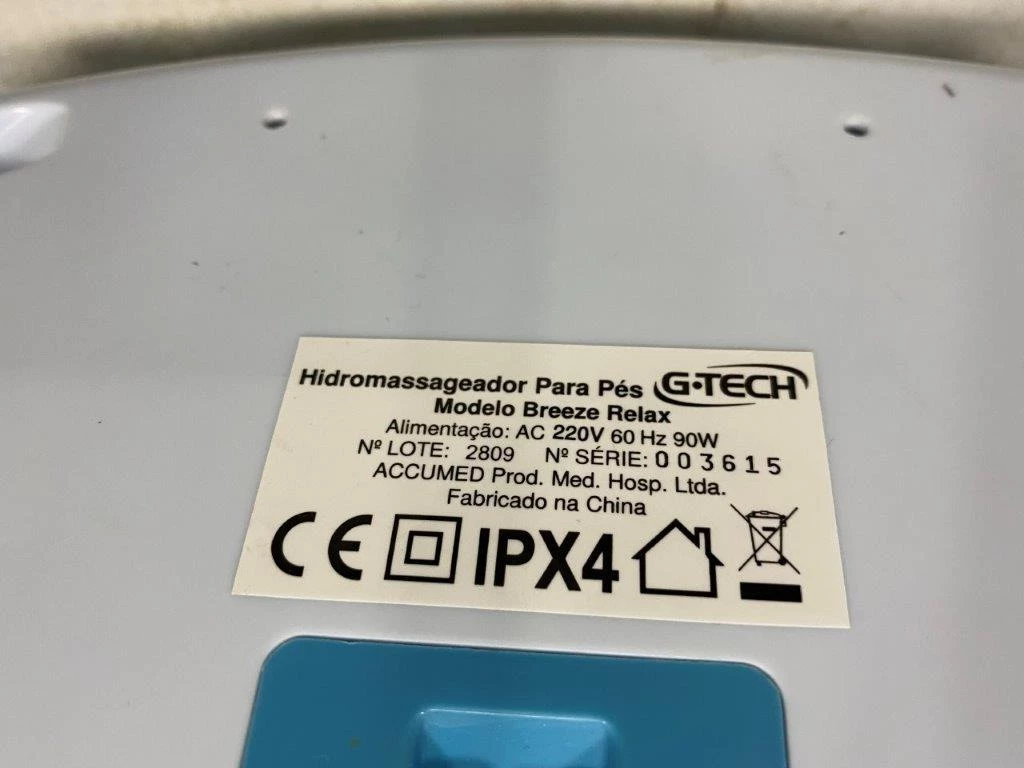 Hidromassageador Para Pés G·TECH
Modelo Breeze Relax
Alimentação: AC 220V 60 Hz 90W
Nº LOTE: 2809 Nº SÉRIE: 003615
ACCUMED Prod. Med. Hosp. Ltda.
Fabricado na China
CE IPX4